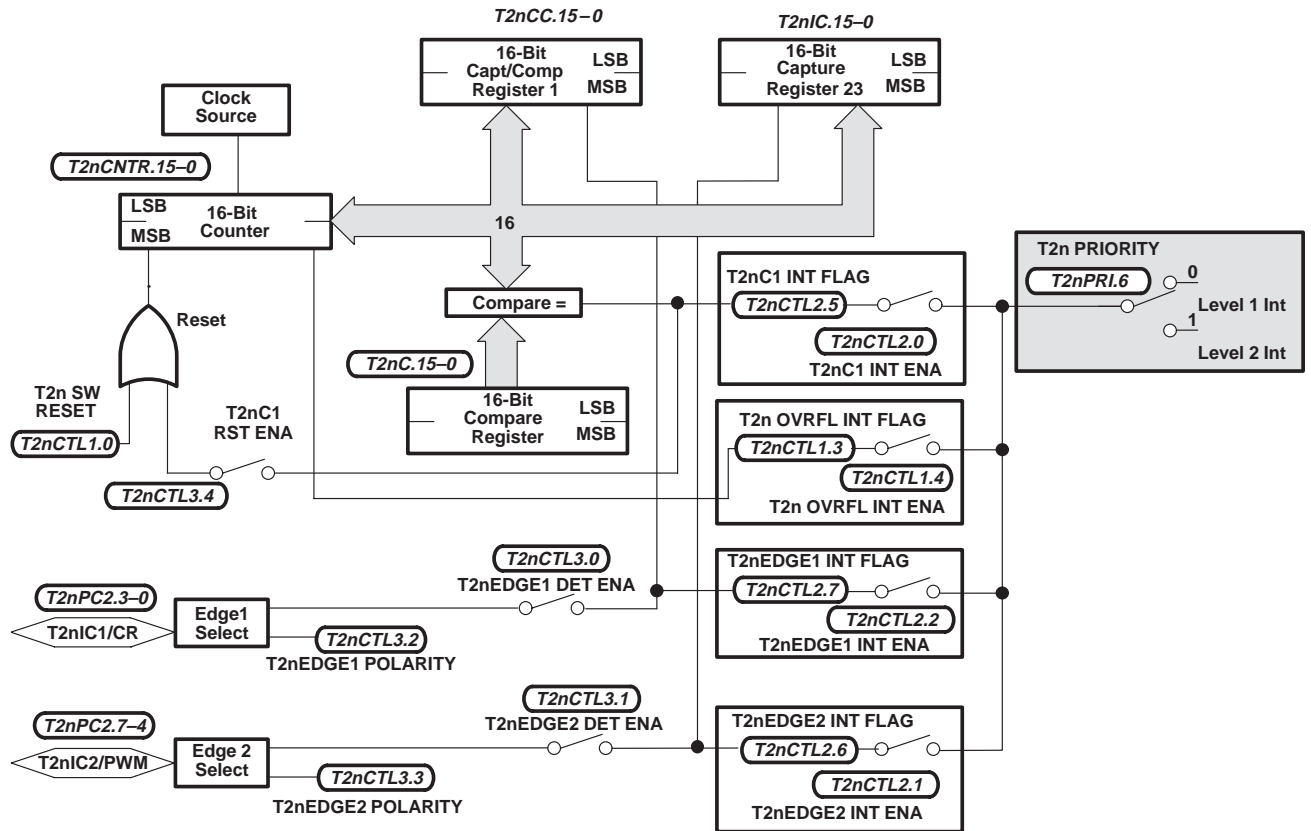 T2nCC.15–0
16-Bit
Capt/Comp
Register 1
LSB
MSB
T2nIC.15–0
16-Bit
Capture
Register 23
LSB
MSB
Clock
Source
T2nCNTR.15–0
LSB
MSB
16-Bit
Counter
16
Compare =
T2nC.15–0
16-Bit
Compare
Register
LSB
MSB
Reset
T2n SW
RESET
T2nCTL1.0
T2nC1
RST ENA
T2nCTL3.4
T2nC1 INT FLAG
T2nCTL2.5
T2nCTL2.0
T2nC1 INT ENA
T2n PRIORITY
T2nPRI.6
0
Level 1 Int
1
Level 2 Int
T2n OVRFL INT FLAG
T2nCTL1.3
T2nCTL1.4
T2n OVRFL INT ENA
T2nCTL3.0
T2nEDGE1 DET ENA
T2nPC2.3–0
T2nIC1/CR
Edge1
Select
T2nCTL3.2
T2nEDGE1 POLARITY
T2nEDGE1 INT FLAG
T2nCTL2.7
T2nCTL2.2
T2nEDGE1 INT ENA
T2nCTL3.1
T2nEDGE2 DET ENA
T2nPC2.7–4
T2nIC2/PWM
Edge 2
Select
T2nCTL3.3
T2nEDGE2 POLARITY
T2nEDGE2 INT FLAG
T2nCTL2.6
T2nCTL2.1
T2nEDGE2 INT ENA